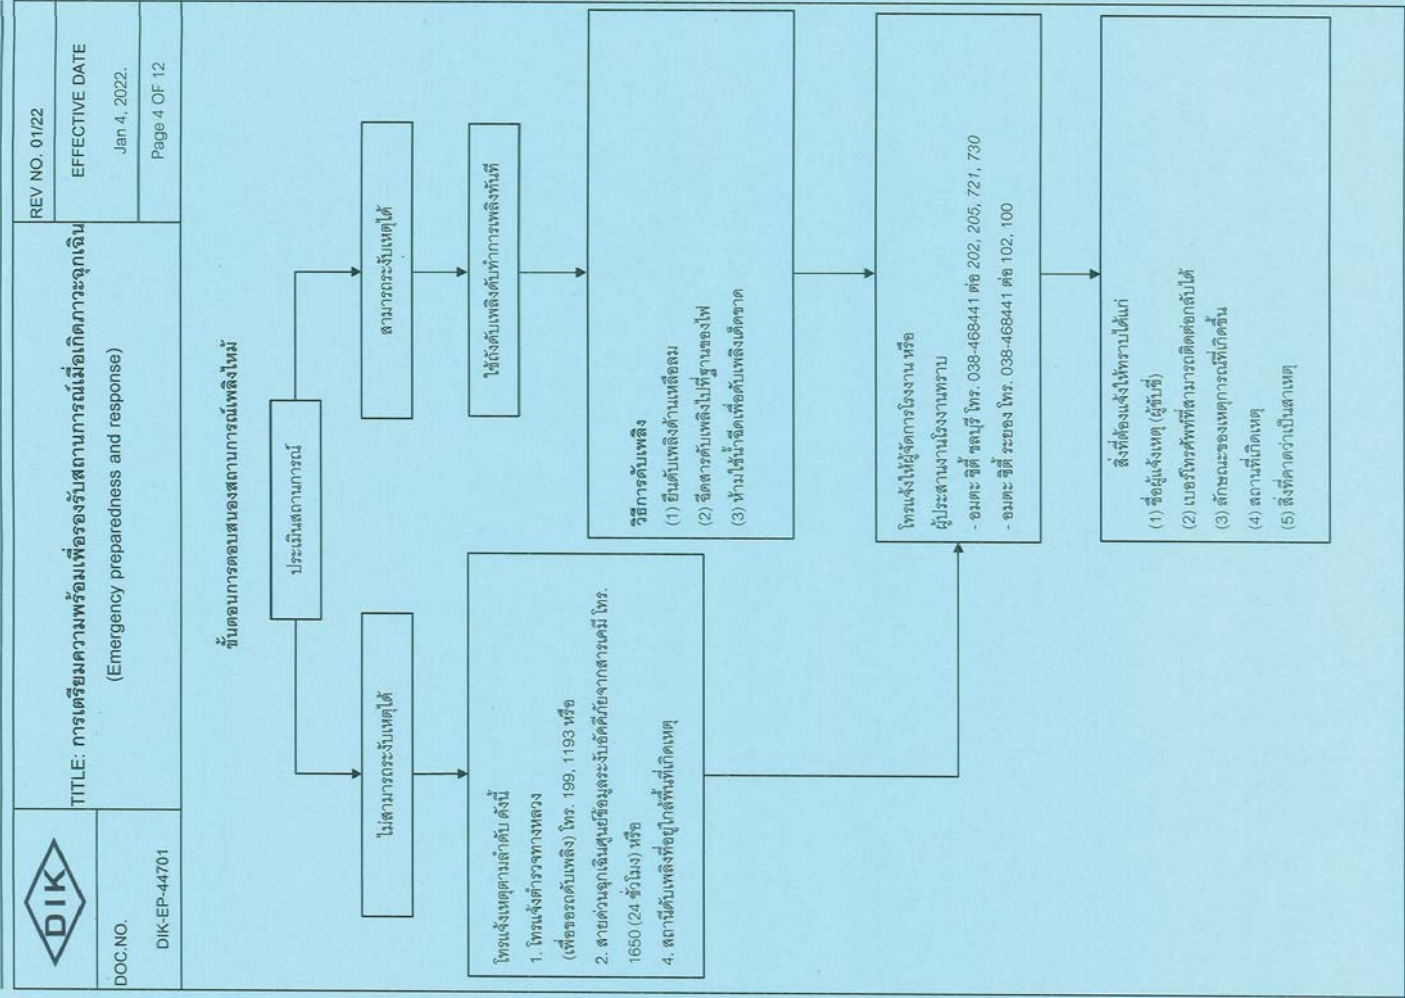 DIK
TITLE: การเตรียมความพร้อมเพื่อรองรับสถานการณ์เมื่อเกิดภาวะฉุกเฉิน
(Emergency preparedness and response)
REV NO. 01/22
EFFECTIVE DATE
Jan 4, 2022.
Page 4 OF 12
DOC.NO.
DIK-EP-44701
ขั้นตอนการตอบสนองสถานการณ์เพลิงไหม้
ประเมินสถานการณ์
ไม่สามารถระงับเหตุได้
สามารถระงับเหตุได้
โทรแจ้งเหตุตามลำดับ ดังนี้
1. โทรแจ้งตำรวจทางหลวง
(เพื่อขอรถดับเพลิง) โทร. 199, 1193 หรือ
2. สายด่วนฉุกเฉินศูนย์ข้อมูลระงับอัคคีภัยจากสารเคมี โทร.
1650 (24 ชั่วโมง) หรือ
4. สถานีดับเพลิงที่อยู่ใกล้พื้นที่เกิดเหตุ
ใช้ถังดับเพลิงดับทำการเพลิงทันที
วิธีการดับเพลิง
(1) ยืนดับเพลิงด้านเหนือลม
(2) ฉีดสารดับเพลิงไปที่ฐานของไฟ
(3) ห้ามใช้น้ำฉีดเพื่อดับเพลิงเด็ดขาด
โทรแจ้งให้ผู้จัดการโรงงาน หรือ
ผู้ประสานงานโรงงานทราบ
- อมตะ ซิตี้ ชลบุรี โทร. 038-468441 ต่อ 202, 205, 721, 730
- อมตะ ซิตี้ ระยอง โทร. 038-468441 ต่อ 102, 100
สิ่งที่ต้องแจ้งให้ทราบได้แก่
(1) ชื่อผู้แจ้งเหตุ (ผู้ขับขี่)
(2) เบอร์โทรศัพท์ที่สามารถติดต่อกลับได้
(3) ลักษณะของเหตุการณ์ที่เกิดขึ้น
(4) สถานที่เกิดเหตุ
(5) สิ่งที่คาดว่าเป็นสาเหตุ